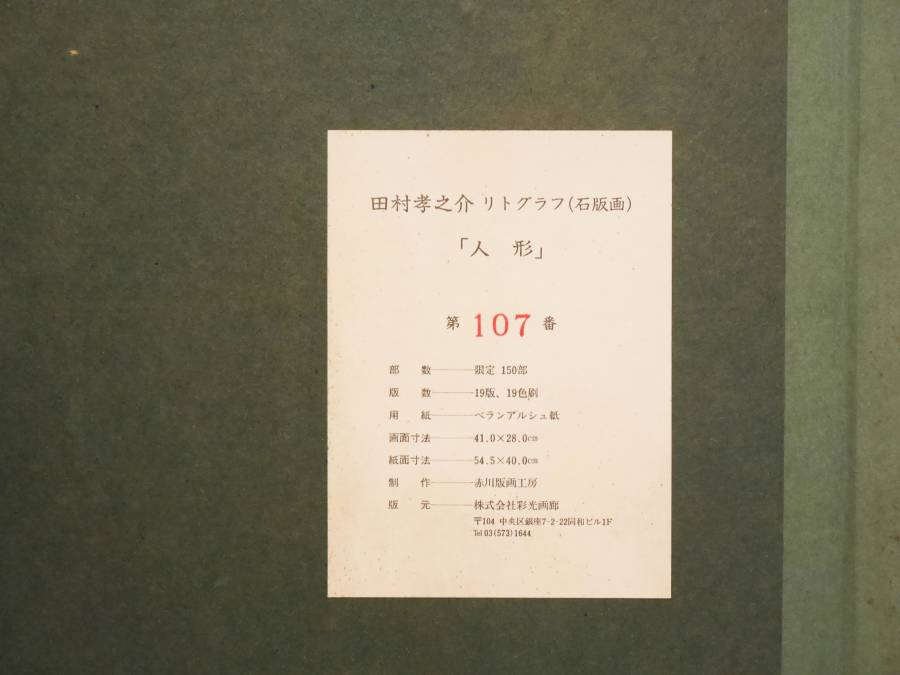 田村孝之介 リトグラフ(石版画)
「人 形」
第 107 番
部 数────限定 150部
版 数────19版、19色刷
用 紙────ベランアルシュ紙
画面寸法────41.0×28.0cm
紙面寸法────54.5×40.0cm
制 作────赤川版画工房
版 元────株式会社彩光画廊
〒104 中央区銀座7-2-22同和ビル1F
Tel 03(573)1644